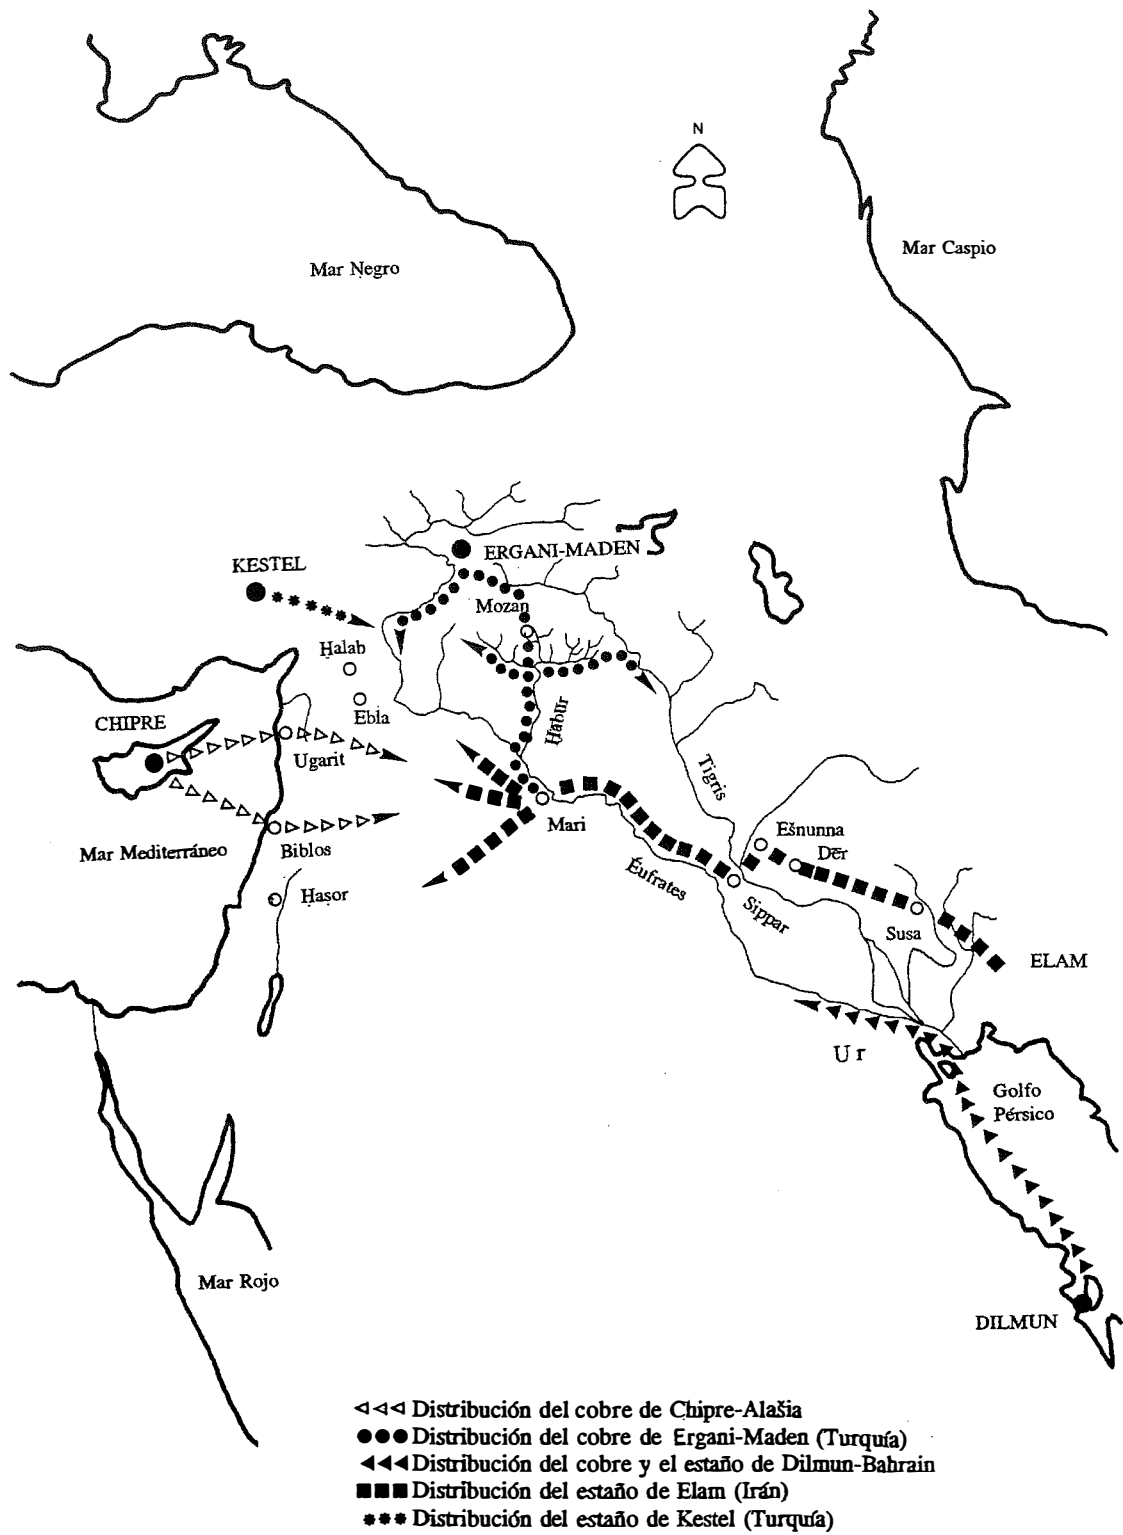 N
Mar Negro
Mar Caspio
ERGANI-MADEN
KESTEL
Mozan
Ḥalab
Ebla
Ḫabūr
CHIPRE
Ugarit
Tigris
Mari
Ešnunna
Dēr
Mar Mediterráneo
Biblos
Éufrates
Sippar
Ḥaṣor
Susa
ELAM
Ur
Golfo
Pérsico
Mar Rojo
DILMUN
Distribución del cobre de Chipre-Alašia
Distribución del cobre de Ergani-Maden (Turquía)
Distribución del cobre y el estaño de Dilmun-Bahrain
Distribución del estaño de Elam (Irán)
Distribución del estaño de Kestel (Turquía)